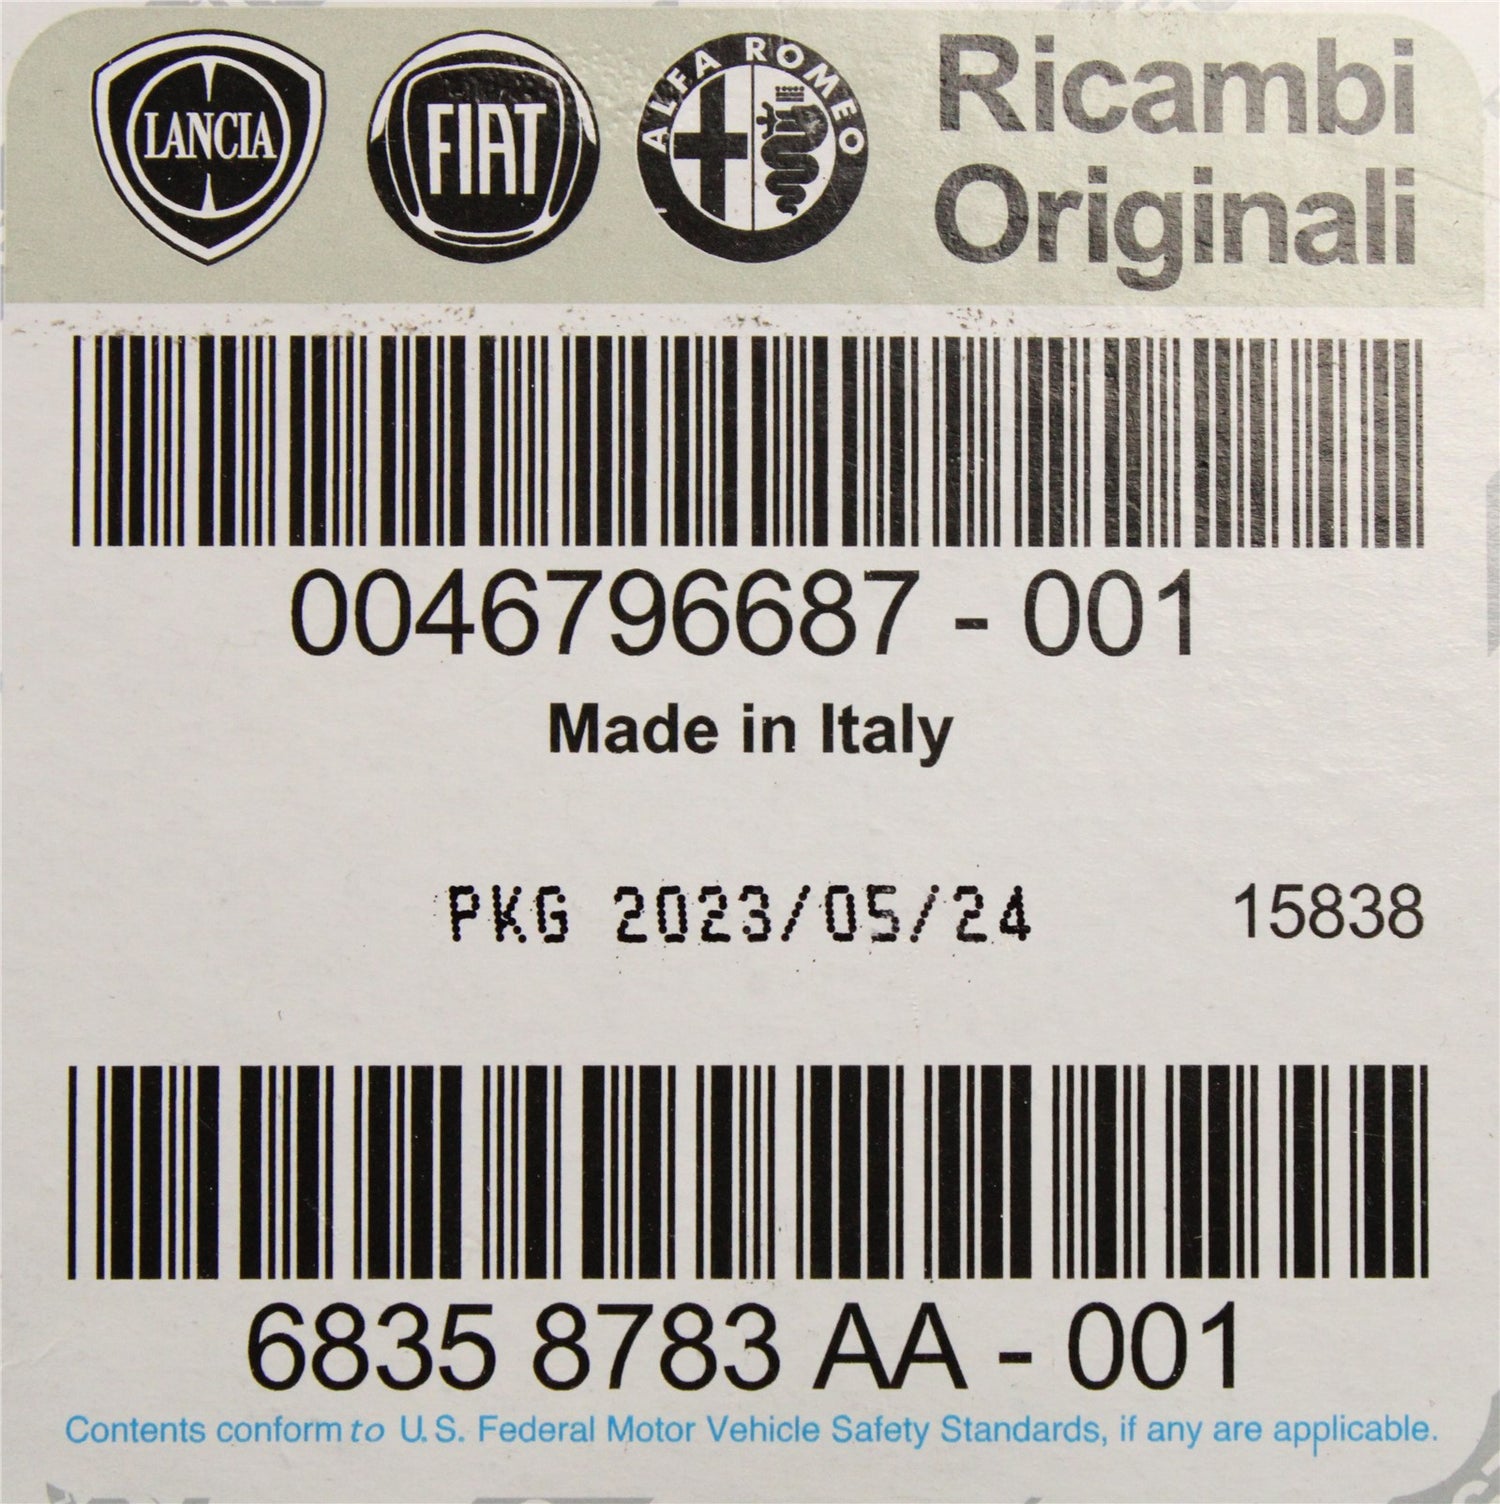 LANCIA FIAT ALFA ROMEO Ricambi
Originali
0046796687 - 001
Made in Italy
PKG 2023/05/24 15838
6835 8783 AA - 001
Contents conform to U.S. Federal Motor Vehicle Safety Standards, if any are applicable.